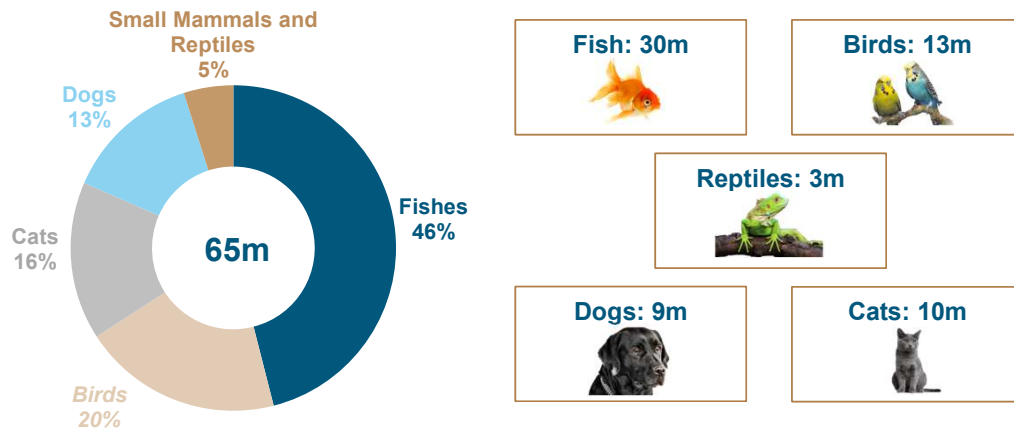 Small Mammals and
Reptiles
5%
Dogs
13%
Cats
16%
Birds
20%
Fishes
46%
65m
Fish: 30m
Birds: 13m
Reptiles: 3m
Dogs: 9m
Cats: 10m